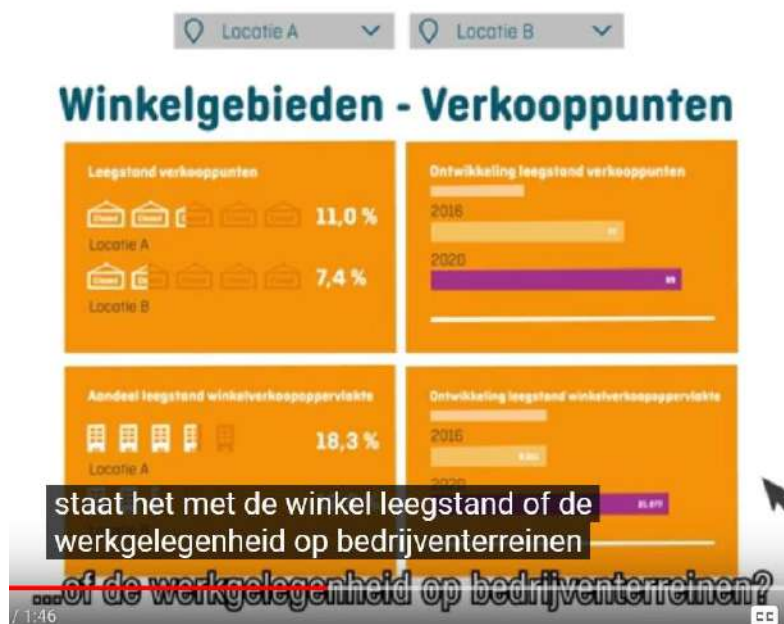 Locatie A
Locatie B
Winkelgebieden - Verkooppunten
Leegstand verkooppunten
11,0 %
Locatie A
7,4 %
Locatie B
Ontwikkeling leegstand verkooppunten
2016
2020
Aandeel leegstand winkelverkoopoppervlakte
18,3 %
Locatie A
Ontwikkeling leegstand winkelverkoopoppervlakte
2016
2020
staat het met de winkel leegstand of de
werkgelegenheid op bedrijventerreinen
...of de werkgelegenheid op bedrijventerreinen?
/ 1:46
CC